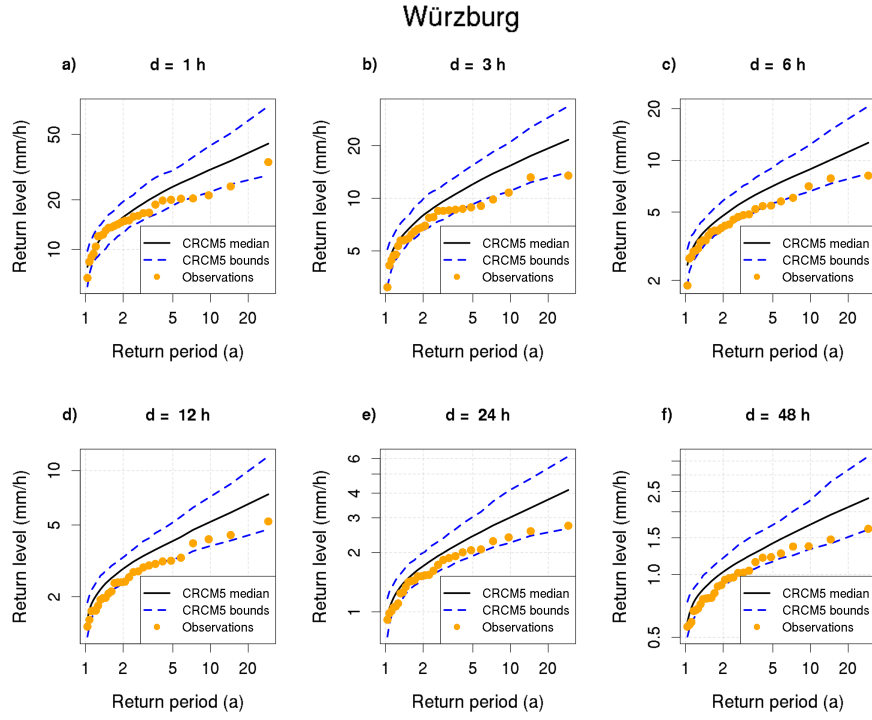 Würzburg
a) d = 1 h
Return level (mm/h)
50
20
10
1 2 5 10 20
Return period (a)
CRCM5 median
CRCM5 bounds
Observations
b) d = 3 h
Return level (mm/h)
20
10
5
1 2 5 10 20
Return period (a)
CRCM5 median
CRCM5 bounds
Observations
c) d = 6 h
Return level (mm/h)
20
10
5
2
1 2 5 10 20
Return period (a)
CRCM5 median
CRCM5 bounds
Observations
d) d = 12 h
Return level (mm/h)
10
5
2
1 2 5 10 20
Return period (a)
CRCM5 median
CRCM5 bounds
Observations
e) d = 24 h
Return level (mm/h)
6
4
3
2
1
1 2 5 10 20
Return period (a)
CRCM5 median
CRCM5 bounds
Observations
f) d = 48 h
Return level (mm/h)
2.5
1.5
1.0
0.5
1 2 5 10 20
Return period (a)
CRCM5 median
CRCM5 bounds
Observations